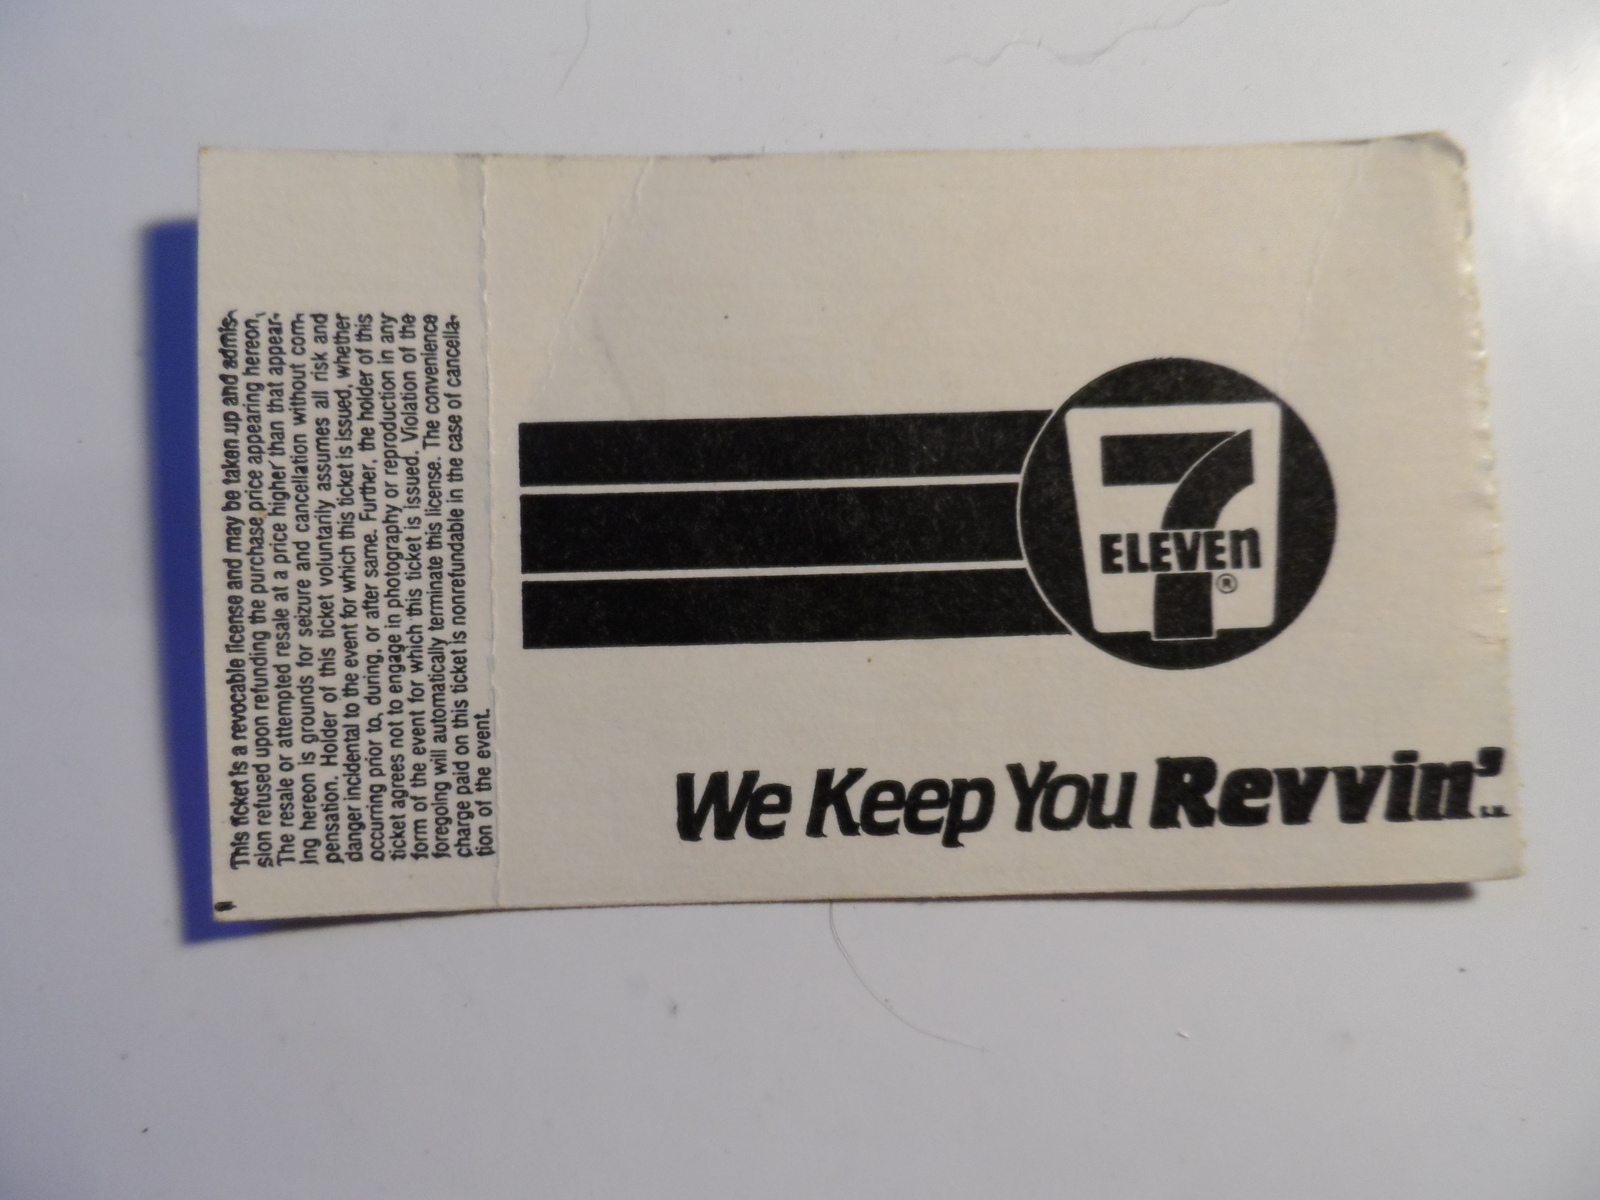 This ticket is a revocable license and may be taken up and admis-
sion refused upon refunding the purchase price appearing hereon.
The resale or attempted resale at a price higher than that appear-
ing hereon is grounds for seizure and cancellation without com-
pensation. Holder of this ticket voluntarily assumes all risk and
danger incidental to the event for which this ticket is issued, whether
occurring prior to, during, or after same. Further, the holder of this
ticket agrees not to engage in photography or reproduction in any
form of the event for which this ticket is issued. Violation of the
foregoing will automatically terminate this license. The convenience
charge paid on this ticket is nonrefundable in the case of cancella-
tion of the event.
7
ELEVEn
®
We Keep You Revvin'